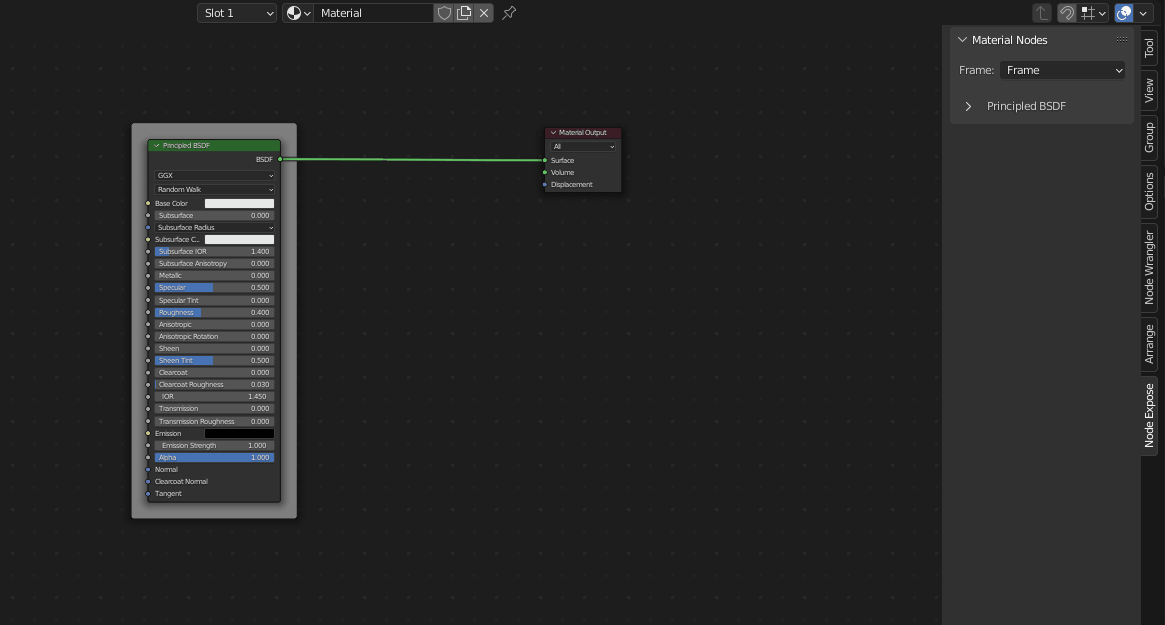 Slot 1
Material
Material Nodes
Frame: Frame
Principled BSDF
Tool
View
Group
Options
Node Wrangler
Arrange
Node Expose
Principled BSDF
BSDF
GGX
Random Walk
Base Color
Subsurface 0.000
Subsurface Radius
Subsurface C..
Subsurface IOR 1.400
Subsurface Anisotropy 0.000
Metallic 0.000
Specular 0.500
Specular Tint 0.000
Roughness 0.400
Anisotropic 0.000
Anisotropic Rotation 0.000
Sheen 0.000
Sheen Tint 0.500
Clearcoat 0.000
Clearcoat Roughness 0.030
IOR 1.450
Transmission 0.000
Transmission Roughness 0.000
Emission
Emission Strength 1.000
Alpha 1.000
Normal
Clearcoat Normal
Tangent
Material Output
All
Surface
Volume
Displacement